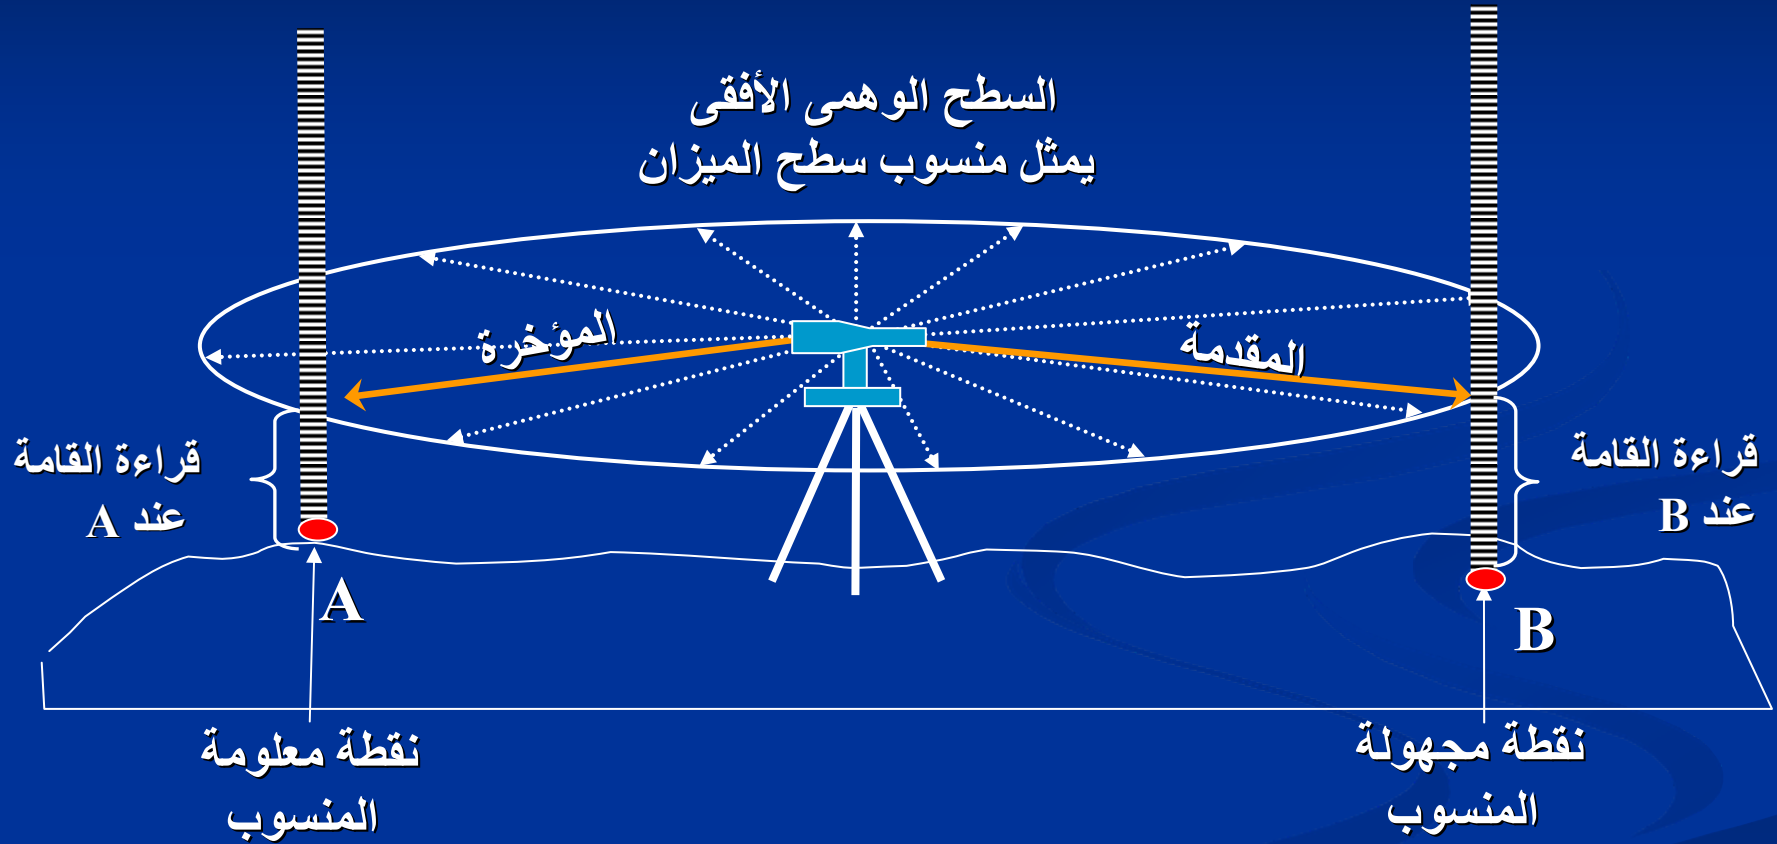 السطح الوهمى الأفقى
يمثل منسوب سطح الميزان
المؤخرة
المقدمة
قراءة القامة
عند A
قراءة القامة
عند B
A
B
نقطة معلومة
المنسوب
نقطة مجهولة
المنسوب